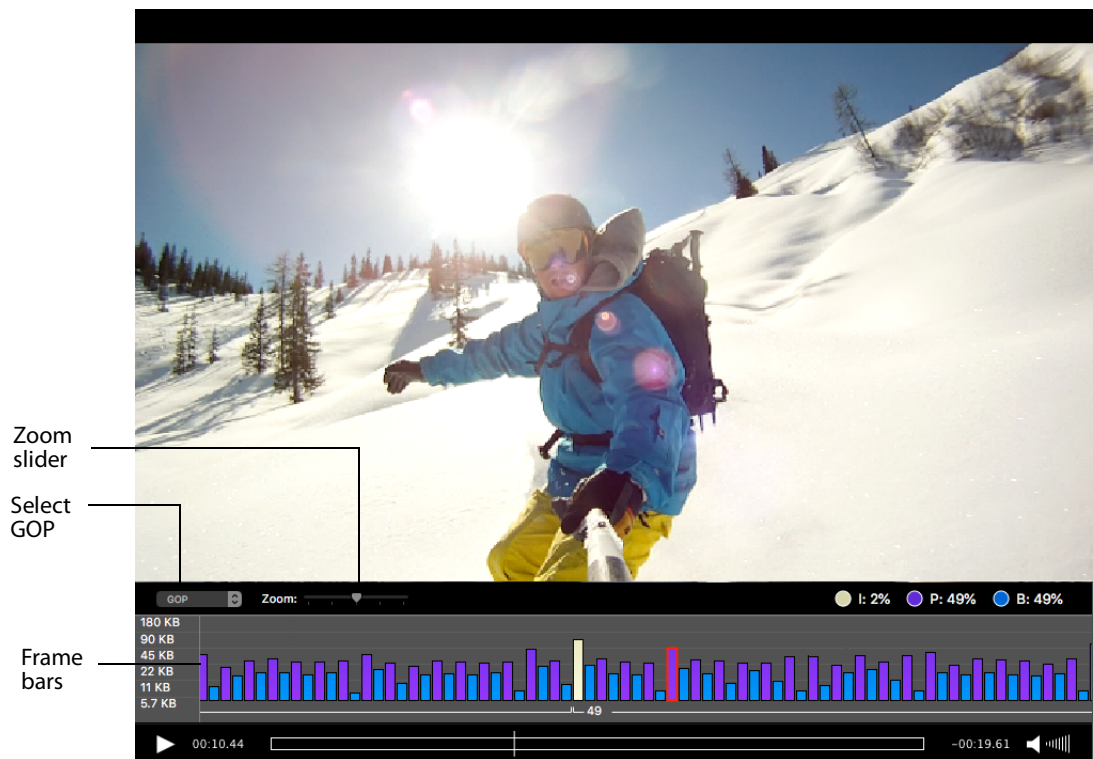 Zoom
slider
Select
GOP
GOP
Zoom:
I: 2%
P: 49%
B: 49%
Frame
bars
180 KB
90 KB
45 KB
22 KB
11 KB
5.7 KB
49
00:10.44
-00:19.61